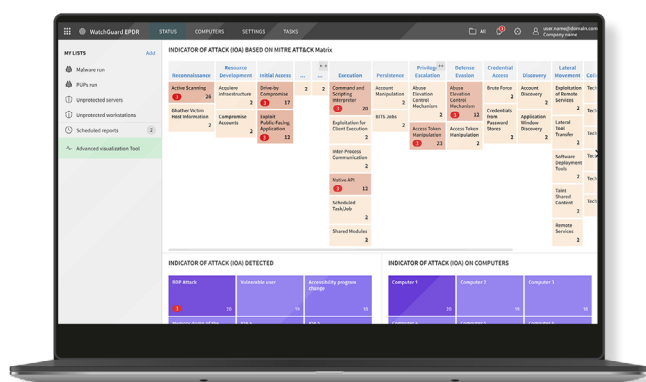 WatchGuard EPDR STATUS COMPUTERS SETTINGS TASKS All user.name@domain.com
Company name
MY LISTS Add
Malware run
PUPs run
Unprotected servers
Unprotected workstations
Scheduled reports 2
Advanced visualization Tool
INDICATOR OF ATTACK (IOA) BASED ON MITRE ATT&CK Matrix
Reconnaissance
Active Scanning
26
Ghather Victim
Host Information
2
Resource
Development
Acquiere
infraestructure
2
Compromise
Accounts
2
Initial Access
Drive-by
Compromise
17
Exploit
Public-Facing
Application
12
...
2
...
2
Execution
Command and
Scripting
Interpreter
20
Exploitation for
Client Execution
2
Inter-Process
Communication
2
Native API
13
Scheduled
Task/Job
2
Shared Modules
2
Persistence
Account
Manipulation
2
BITS Jobs
2
Privilege
Escalation
Abuse
Elevation
Control
Mechanism
2
Access Token
Manipulation
23
Defense
Evasion
Abuse
Elevation
Control
Mechanism
12
Access Token
Manipulation
2
Credential
Access
Brute Force
2
Credentials
from
Password
Stores
2
Discovery
Account
Discovery
2
Application
Window
Discovery
2
Lateral
Movement
Exploitation
of Remote
Services
2
Lateral
Tool
Transfer
2
Software
Deployment
Tools
2
Taint
Shared
Content
2
Remote
Services
2
INDICATOR OF ATTACK (IOA) DETECTED
RDP Attack
20
Vulnerable user
Accessibility program
change
INDICATOR OF ATTACK (IOA) ON COMPUTERS
Computer 1
20
Computer 2
Computer 3